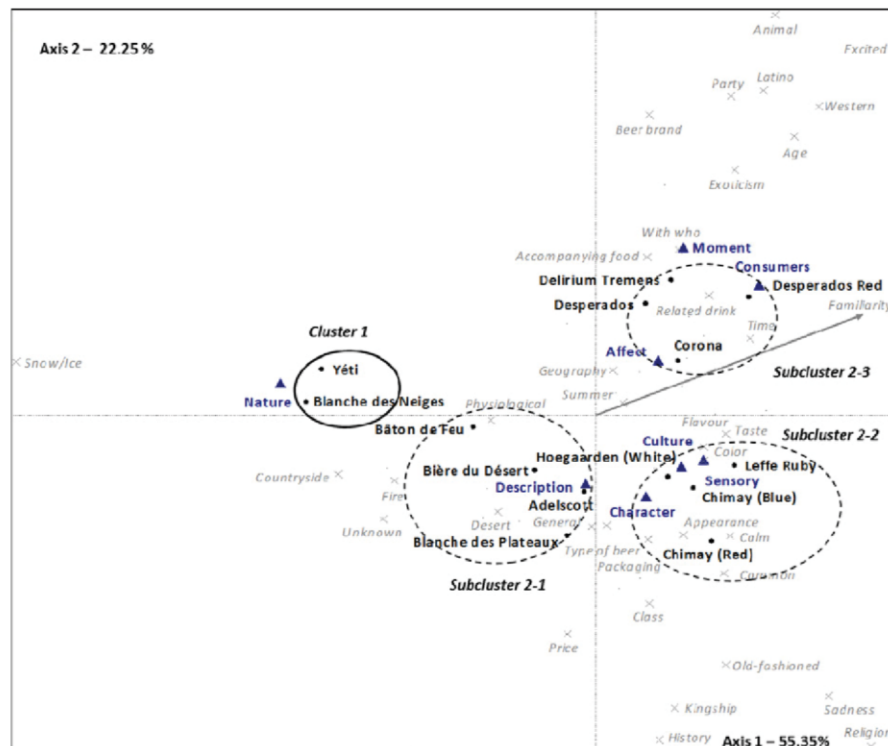 Animal
Axis 2 – 22.25 %
Excited
Latino
Party
Western
Beer brand
Age
Exoticism
With who
Moment
Accompanying food
Consumers
Delirium Tremens
Desperados Red
Desperados
Related drink
Familiarity
Cluster 1
Time
Snow/Ice
Yéti
Affect
Corona
Geography
Subcluster 2-3
Nature
Blanche des Neiges
Physiological
Summer
Bâton de Feu
Flavour
Taste
Subcluster 2-2
Culture
Hoegaarden (White)
Color
Bière du Désert
Leffe Ruby
Countryside
Fire
Description
Sensory
Chimay (Blue)
Adelscott
Character
Unknown
Desert
General
Appearance
Calm
Blanche des Plateaux
Type of beer
Chimay (Red)
Packaging
Common
Subcluster 2-1
Class
Price
Old-fashioned
Kingship
Sadness
History
Axis 1 – 55.35%
Religion